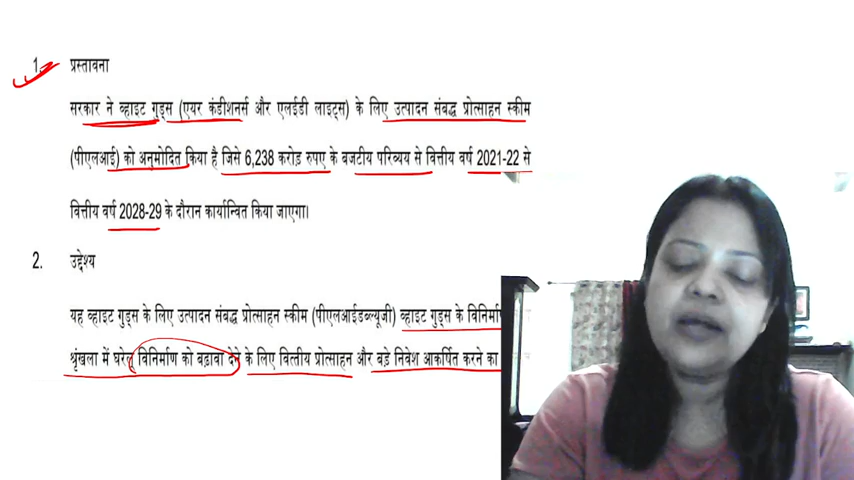 1. प्रस्तावना
सरकार ने व्हाइट गुड्स (एयर कंडीशनर्स और एलईडी लाइट्स) के लिए उत्पादन संबद्ध प्रोत्साहन स्कीम
(पीएलआई) को अनुमोदित किया है जिसे 6,238 करोड़ रुपए के बजटीय परिव्यय से वित्तीय वर्ष 2021-22 से
वित्तीय वर्ष 2028-29 के दौरान कार्यान्वित किया जाएगा।
2. उद्देश्य
यह व्हाइट गुड्स के लिए उत्पादन संबद्ध प्रोत्साहन स्कीम (पीएलआईडब्ल्यूजी) व्हाइट गुड्स के
श्रृंखला में घरेलू विनिर्माण को बढ़ावा देने के लिए वित्तीय प्रोत्साहन और बड़े निवेश आकर्षित करने का